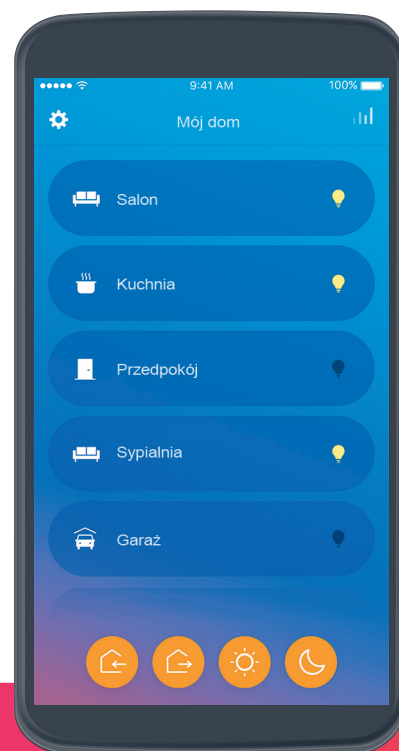 9:41 AM 100%
Mój dom
Salon
Kuchnia
Przedpokój
Sypialnia
Garaż